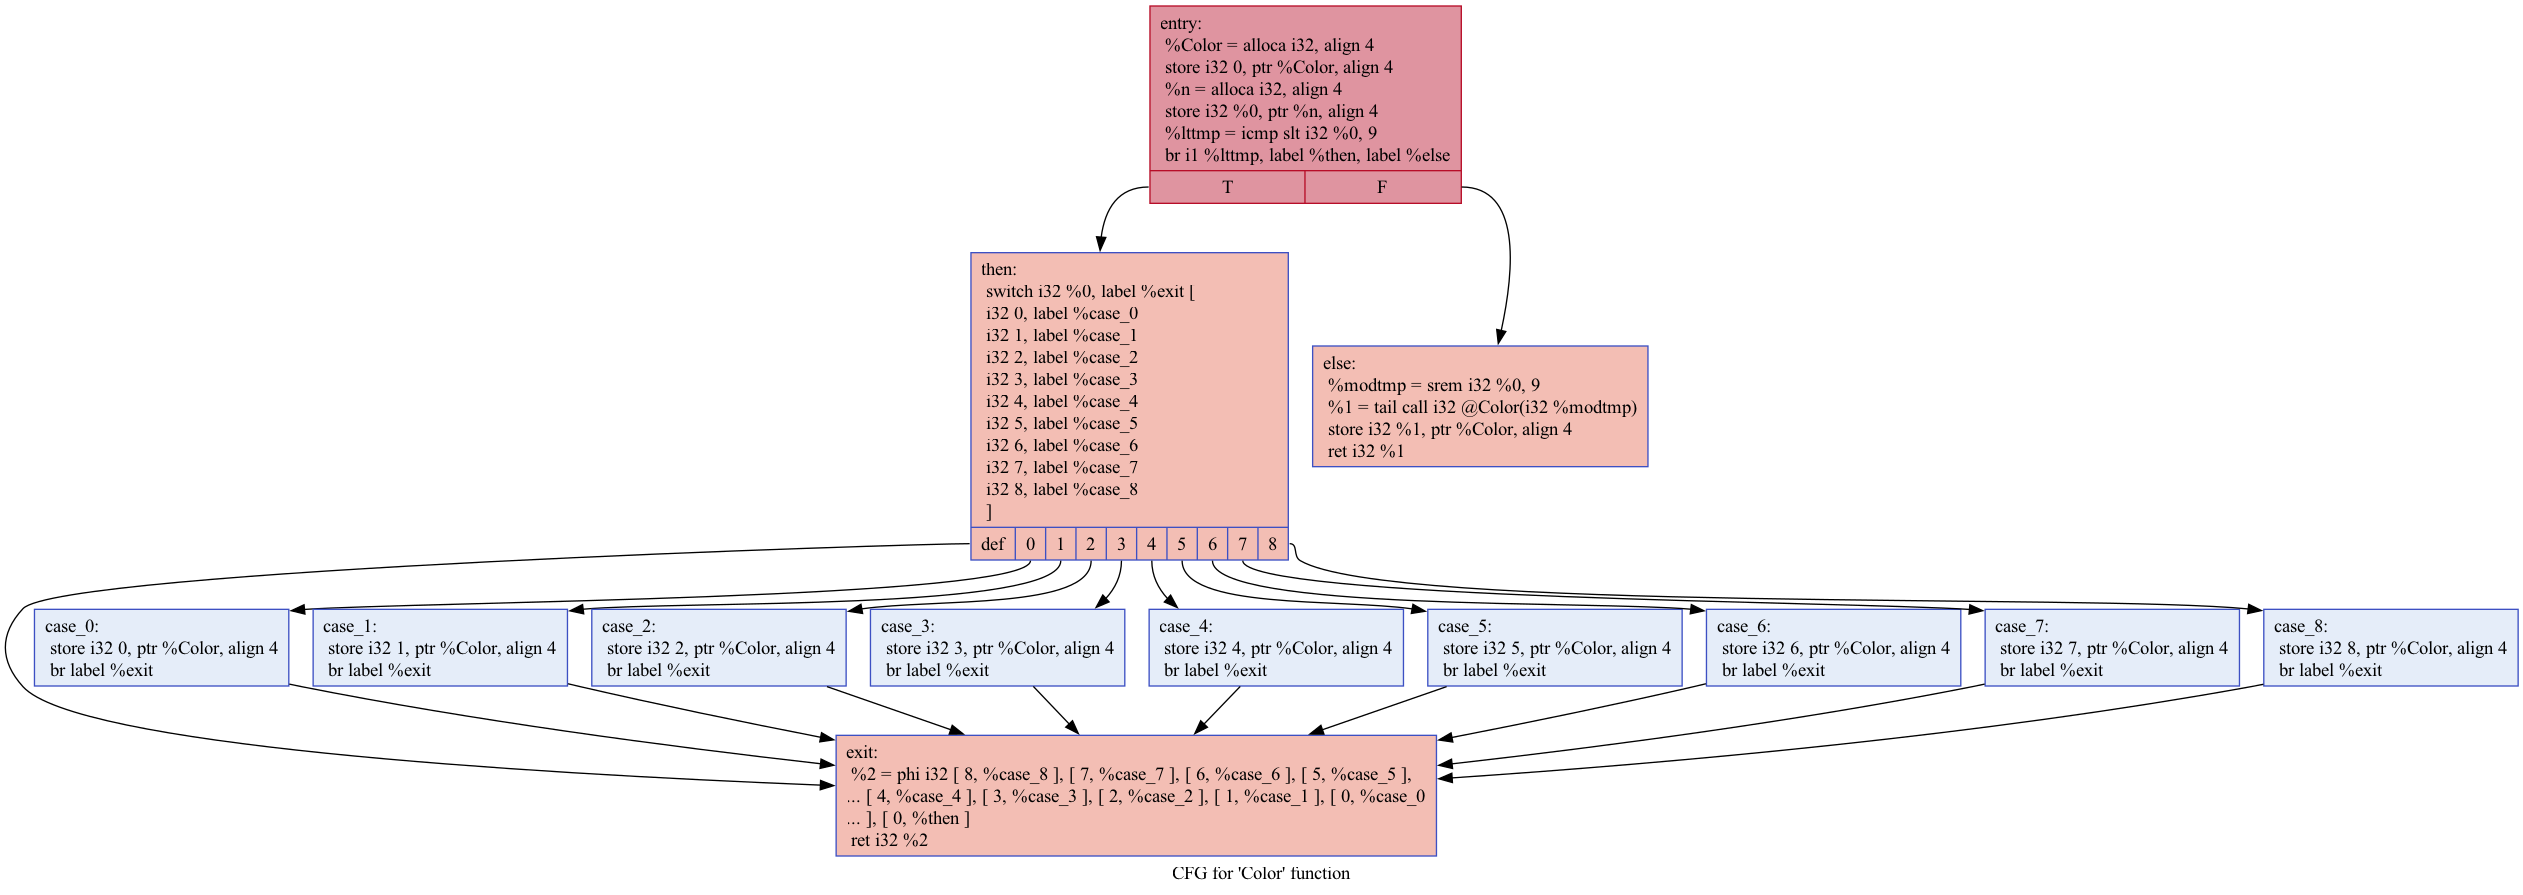 entry:
%Color = alloca i32, align 4
store i32 0, ptr %Color, align 4
%n = alloca i32, align 4
store i32 %0, ptr %n, align 4
%lttmp = icmp slt i32 %0, 9
br i1 %lttmp, label %then, label %else
T
F
then:
switch i32 %0, label %exit [
i32 0, label %case_0
i32 1, label %case_1
i32 2, label %case_2
i32 3, label %case_3
i32 4, label %case_4
i32 5, label %case_5
i32 6, label %case_6
i32 7, label %case_7
i32 8, label %case_8
]
def 0 1 2 3 4 5 6 7 8
else:
%modtmp = srem i32 %0, 9
%1 = tail call i32 @Color(i32 %modtmp)
store i32 %1, ptr %Color, align 4
ret i32 %1
case_0:
store i32 0, ptr %Color, align 4
br label %exit
case_1:
store i32 1, ptr %Color, align 4
br label %exit
case_2:
store i32 2, ptr %Color, align 4
br label %exit
case_3:
store i32 3, ptr %Color, align 4
br label %exit
case_4:
store i32 4, ptr %Color, align 4
br label %exit
case_5:
store i32 5, ptr %Color, align 4
br label %exit
case_6:
store i32 6, ptr %Color, align 4
br label %exit
case_7:
store i32 7, ptr %Color, align 4
br label %exit
case_8:
store i32 8, ptr %Color, align 4
br label %exit
exit:
%2 = phi i32 [ 8, %case_8 ], [ 7, %case_7 ], [ 6, %case_6 ], [ 5, %case_5 ],
... [ 4, %case_4 ], [ 3, %case_3 ], [ 2, %case_2 ], [ 1, %case_1 ], [ 0, %case_0
... ], [ 0, %then ]
ret i32 %2
CFG for 'Color' function